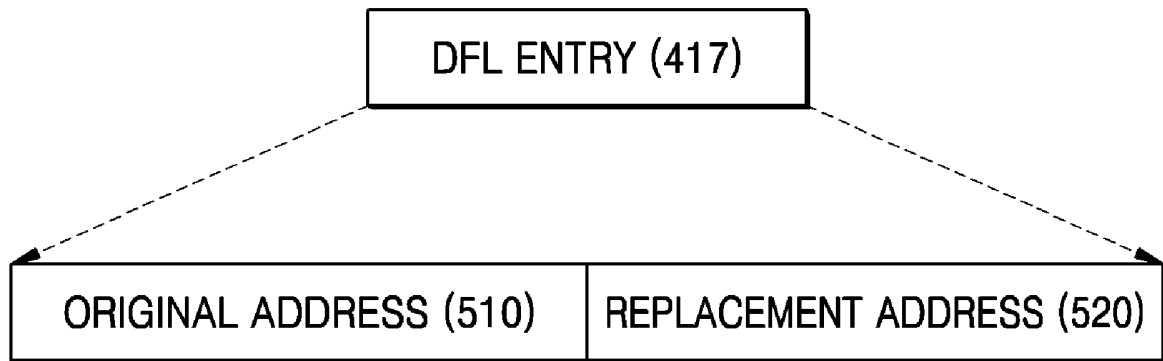 DFL ENTRY (417)
ORIGINAL ADDRESS (510) REPLACEMENT ADDRESS (520)